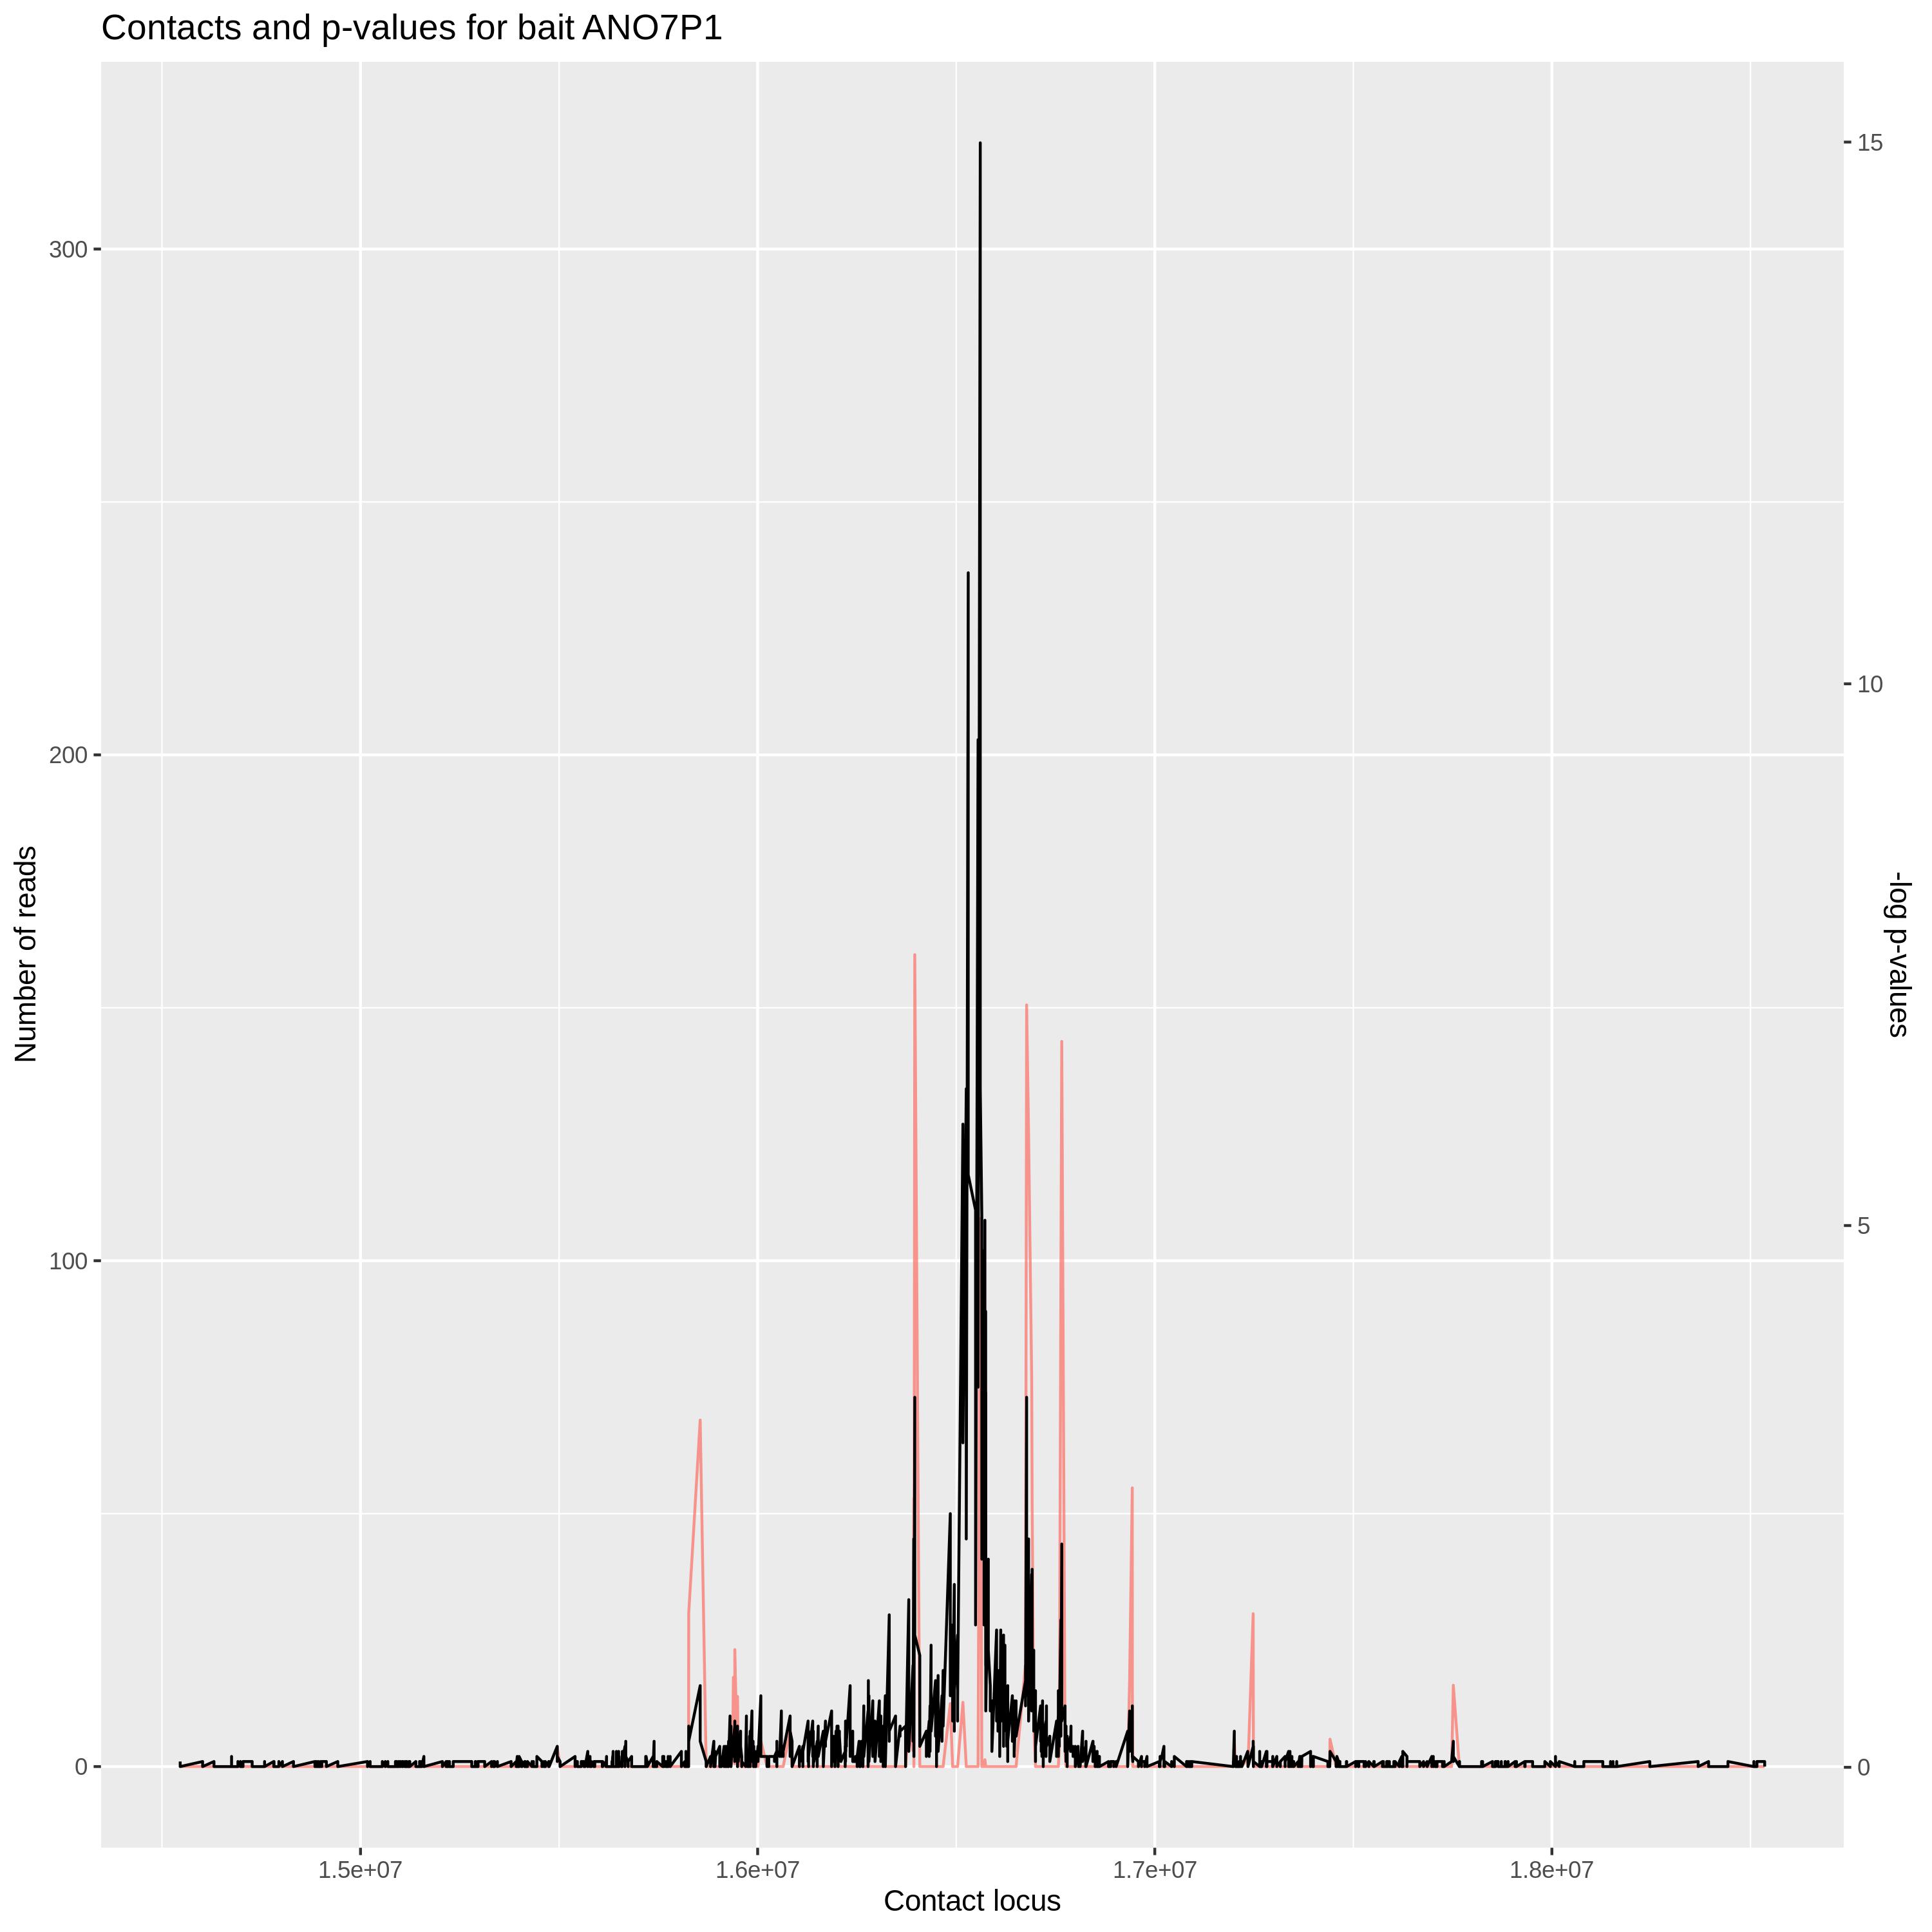 Contacts and p-values for bait ANO7P1
300
200
100
0
15
10
5
0
Number of reads
-log p-values
1.5e+07
1.6e+07
1.7e+07
1.8e+07
Contact locus